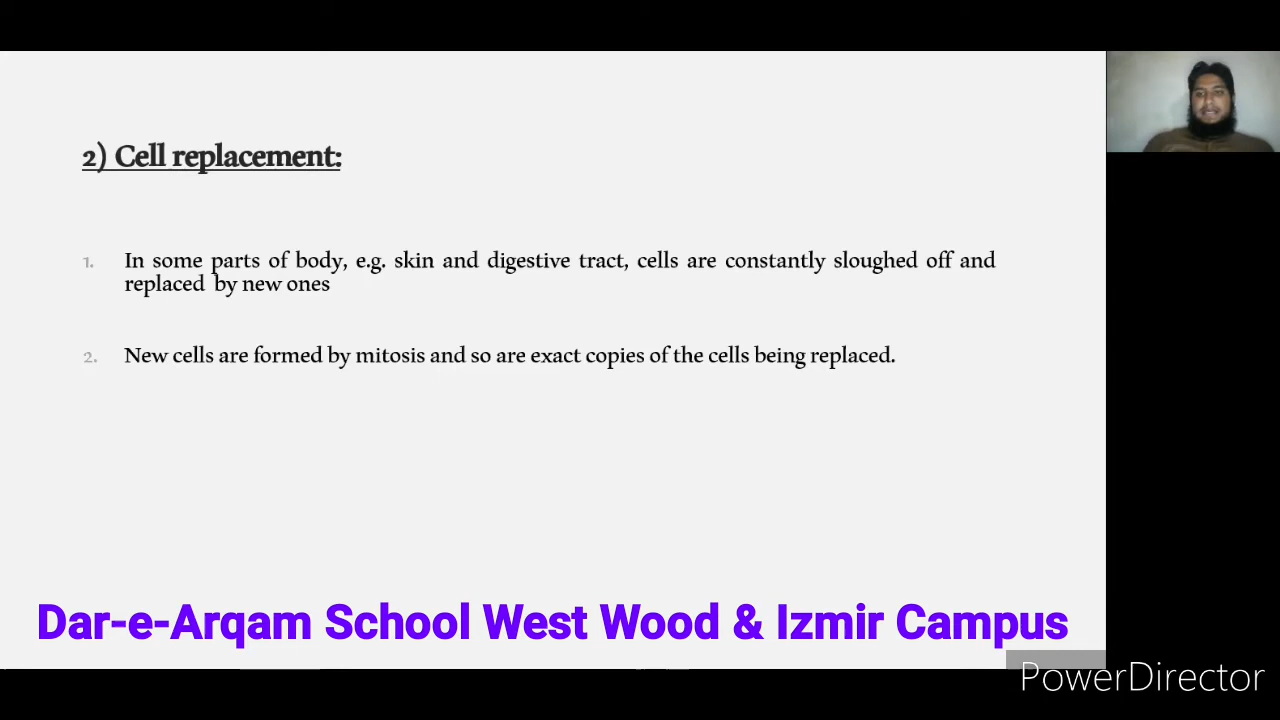 2) Cell replacement:
1. In some parts of body, e.g. skin and digestive tract, cells are constantly sloughed off and
replaced by new ones
2. New cells are formed by mitosis and so are exact copies of the cells being replaced.
Dar-e-Arqam School West Wood & Izmir Campus
PowerDirector